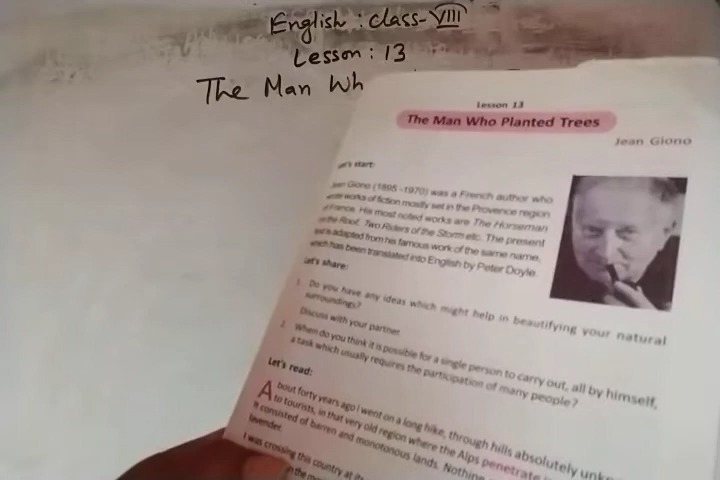 English : class-VIII
Lesson : 13
The Man Wh
Lesson 13
The Man Who Planted Trees
Jean Giono
Let's start:
Jean Giono (1895 -1970) was a French author who
wrote works of fiction mostly set in the Provence region
of France. His most noted works are The Horseman
on the Roof, Two Riders of the Storm etc. The present
text is adapted from his famous work of the same name,
which has been translated into English by Peter Doyle.
Let's share:
1. Do you have any ideas which might help in beautifying your natural
surroundings?
Discuss with your partner.
2. When do you think it is possible for a single person to carry out, all by himself,
a task which usually requires the participation of many people?
Let's read:
About forty years ago I went on a long hike, through hills absolutely unk
to tourists, in that very old region where the Alps penetrate
It consisted of barren and monotonous lands. Nothin
lavender.
I was crossing this country at its
in the